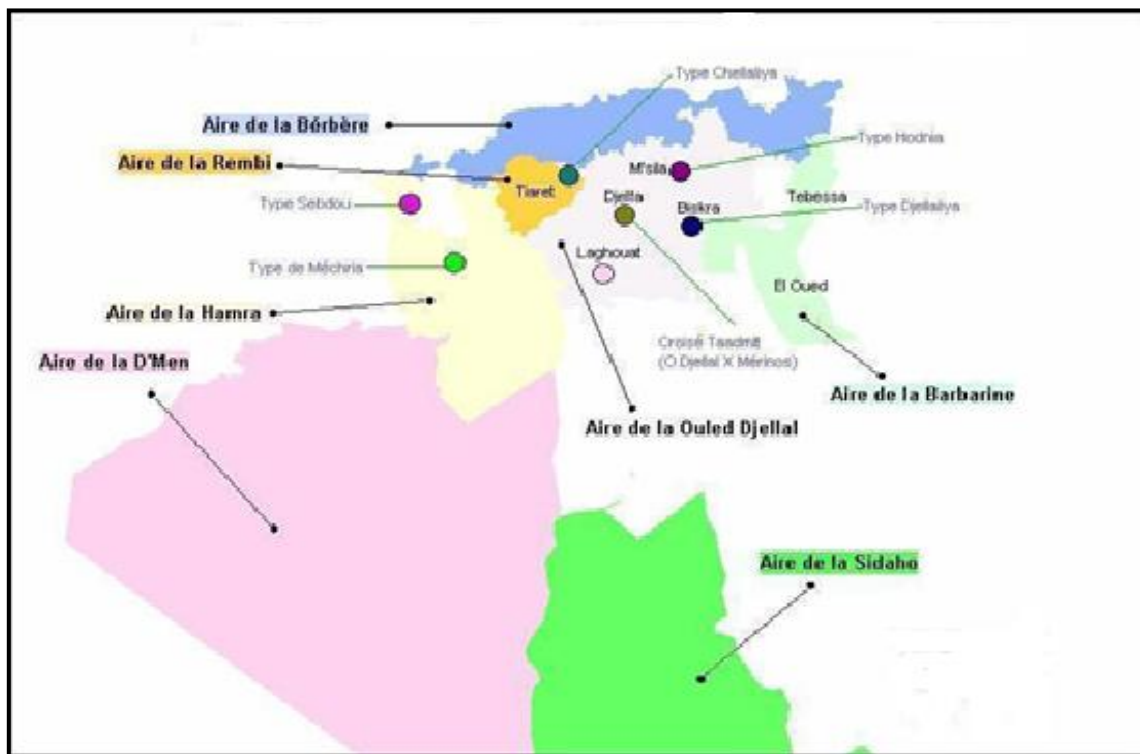 Type Chellaliya
Aire de la Bérbère
Type Hodnia
Aire de la Rembi
M'sila
Tiaret
Djelfa
Biskra
Tebessa
Type Sebdou
Type Djellaliya
Laghouat
Type de Méchiria
El Oued
Aire de la Hamra
Croisé Taadmit
(O Djellal X Mérinos)
Aire de la D'Men
Aire de la Barbarine
Aire de la Ouled Djellal
Aire de la Sidaho